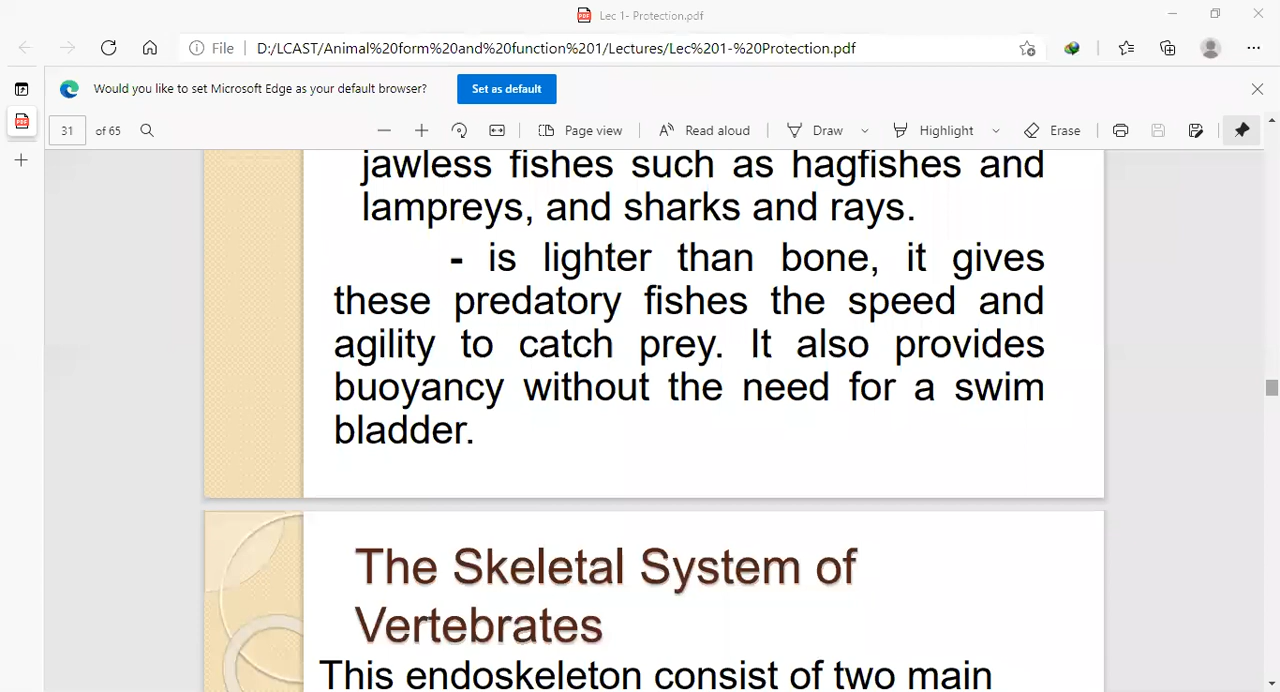 Lec 1- Protection.pdf
File | D:/LCAST/Animal%20form%20and%20function%201/Lectures/Lec%201-%20Protection.pdf
Would you like to set Microsoft Edge as your default browser? Set as default
31 of 65 Page view Read aloud Draw Highlight Erase
jawless fishes such as hagfishes and
lampreys, and sharks and rays.
- is lighter than bone, it gives
these predatory fishes the speed and
agility to catch prey. It also provides
buoyancy without the need for a swim
bladder.
The Skeletal System of
Vertebrates
This endoskeleton consist of two main